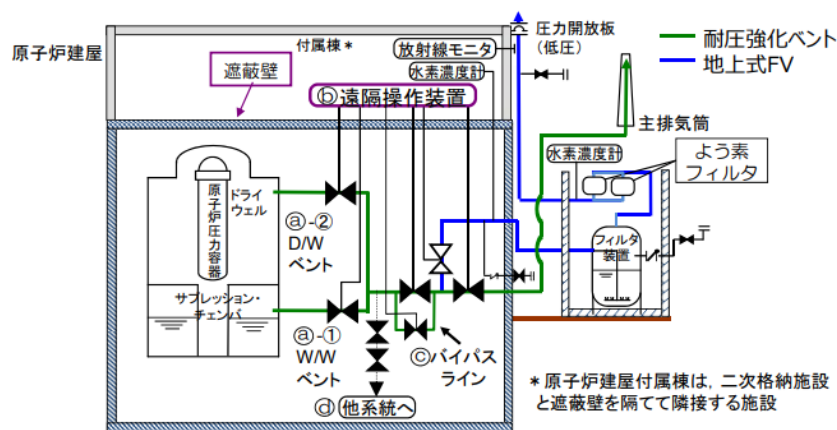 原子炉建屋
付属棟*
遮蔽壁
放射線モニタ
水素濃度計
ⓑ遠隔操作装置
圧力開放板
(低圧)
耐圧強化ベント
地上式FV
主排気筒
水素濃度計
よう素
フィルタ
フィルタ
装置
原子炉圧力容器
ドライ
ウェル
サプレッション・
チェンバ
ⓐ-②
D/W
ベント
ⓐ-①
W/W
ベント
ⓒバイパス
ライン
ⓓ他系統へ
*原子炉建屋付属棟は,二次格納施設
と遮蔽壁を隔てて隣接する施設